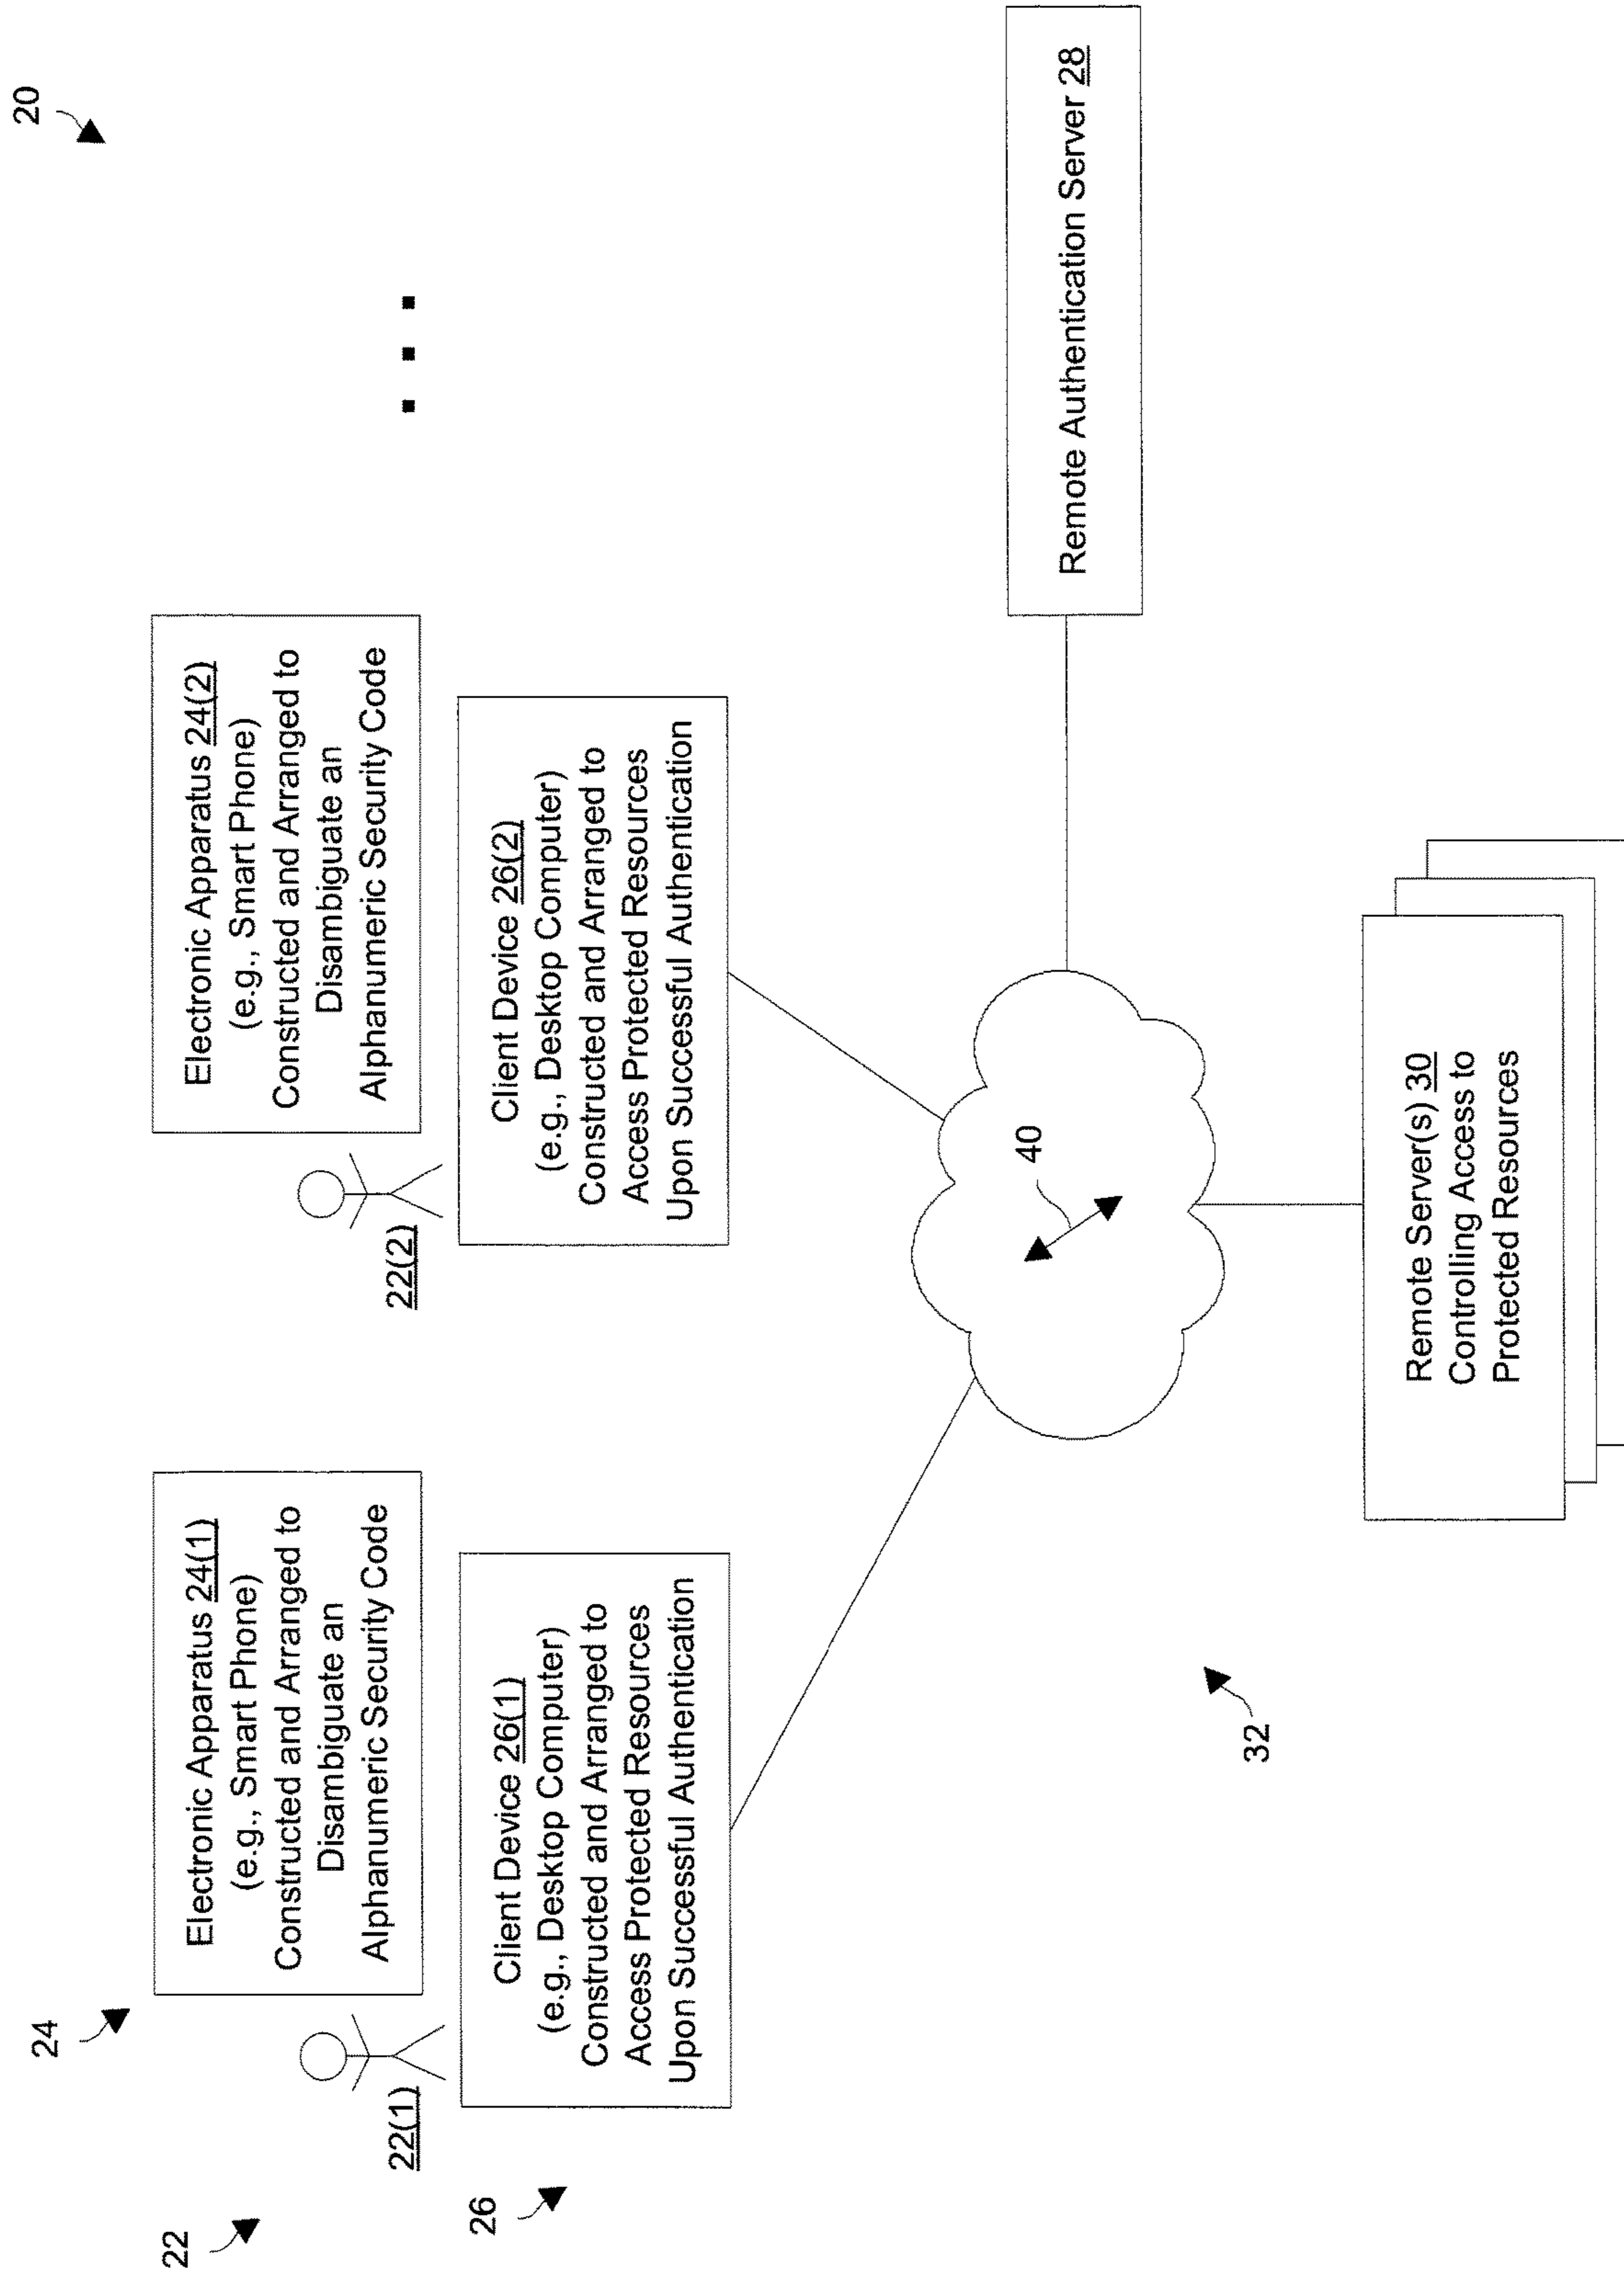 20
24
22
26
Electronic Apparatus 24(1)
(e.g., Smart Phone)
Constructed and Arranged to
Disambiguate an
Alphanumeric Security Code
22(1)
Client Device 26(1)
(e.g., Desktop Computer)
Constructed and Arranged to
Access Protected Resources
Upon Successful Authentication
Electronic Apparatus 24(2)
(e.g., Smart Phone)
Constructed and Arranged to
Disambiguate an
Alphanumeric Security Code
22(2)
Client Device 26(2)
(e.g., Desktop Computer)
Constructed and Arranged to
Access Protected Resources
Upon Successful Authentication
40
Remote Authentication Server 28
32
Remote Server(s) 30
Controlling Access to
Protected Resources